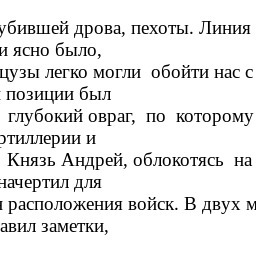 убившей дрова, пехоты. Линия
и ясно было,
цузы легко могли обойти нас с
позиции был
глубокий овраг, по которому
ртиллерии и
Князь Андрей, облокотясь на
начертил для
расположения войск. В двух м
авил заметки,